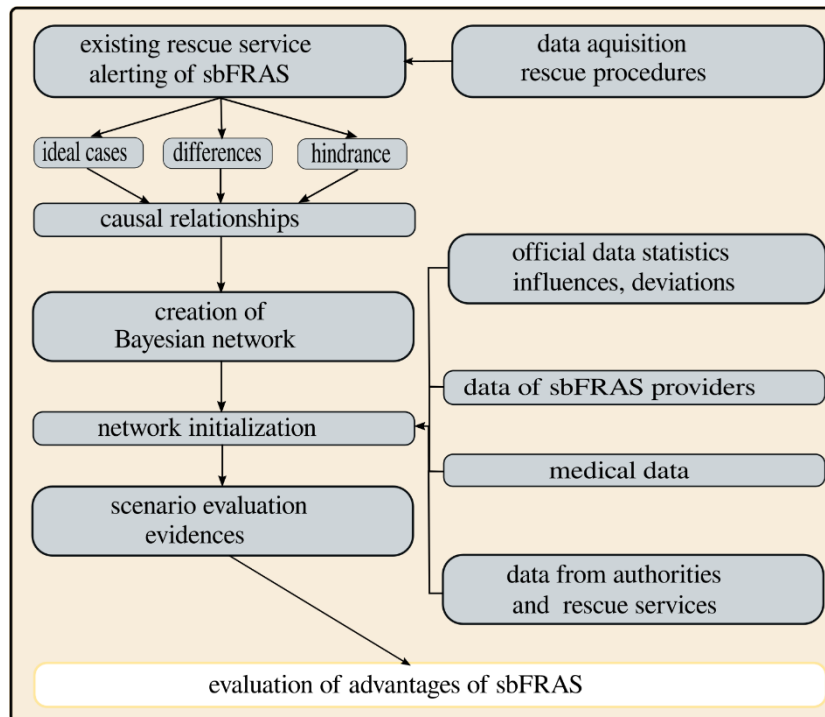 existing rescue service
alerting of sbFRAS
data aquisition
rescue procedures
ideal cases
differences
hindrance
causal relationships
official data statistics
influences, deviations
creation of
Bayesian network
data of sbFRAS providers
network initialization
medical data
scenario evaluation
evidences
data from authorities
and rescue services
evaluation of advantages of sbFRAS